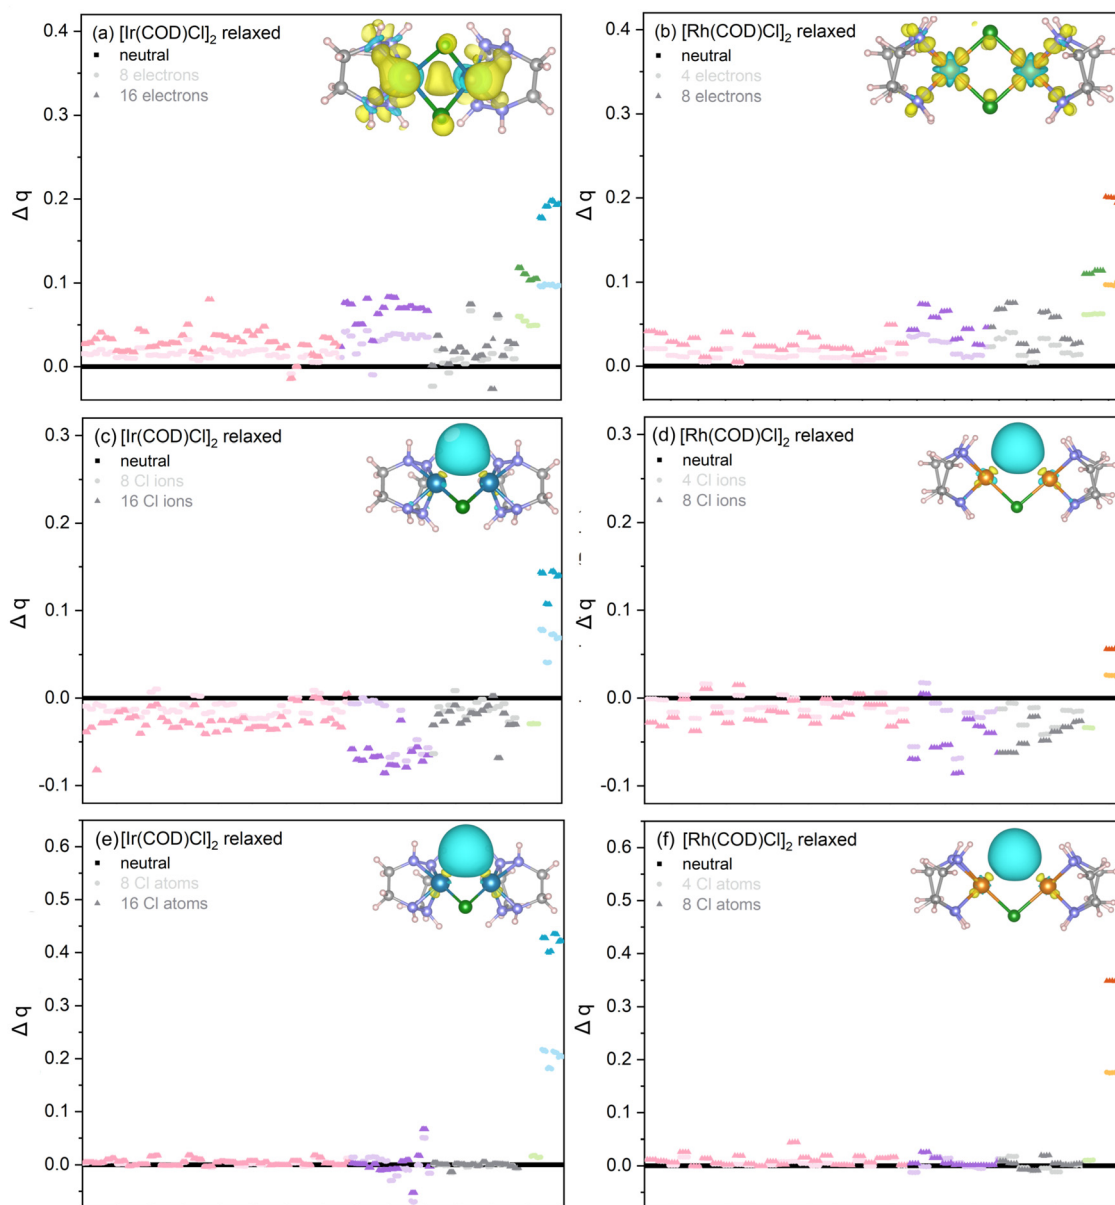 (a) [Ir(COD)Cl]2 relaxed
neutral
8 electrons
16 electrons
0.4
0.3
0.2
0.1
0.0
Δ q
(b) [Rh(COD)Cl]2 relaxed
neutral
4 electrons
8 electrons
0.4
0.3
0.2
0.1
0.0
Δ q
(c) [Ir(COD)Cl]2 relaxed
neutral
8 Cl ions
16 Cl ions
0.3
0.2
0.1
0.0
-0.1
Δ q
(d) [Rh(COD)Cl]2 relaxed
neutral
4 Cl ions
8 Cl ions
0.3
0.2
0.1
0.0
-0.1
Δ q
(e) [Ir(COD)Cl]2 relaxed
neutral
8 Cl atoms
16 Cl atoms
0.6
0.5
0.4
0.3
0.2
0.1
0.0
Δ q
(f) [Rh(COD)Cl]2 relaxed
neutral
4 Cl atoms
8 Cl atoms
0.6
0.5
0.4
0.3
0.2
0.1
0.0
Δ q